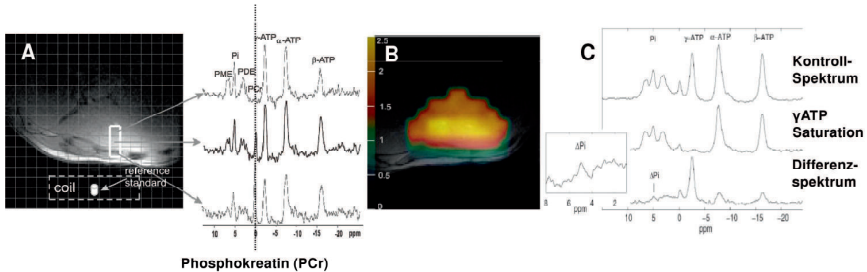 A
coil
reference
standard
PME
Pi
PDE
PCr
-ATP
α-ATP
β-ATP
10 5 0 -5 -10 -15 -20 ppm
Phosphokreatin (PCr)
B
2.5
2
1.5
1
0.5
0
C
Pi
γ-ATP
α-ATP
β-ATP
Kontroll-
Spektrum
γATP
Saturation
Differenz-
spektrum
ΔPi
8 6 4 2
ppm
ΔPi
10 5 0 -5 -10 -15 -20
ppm